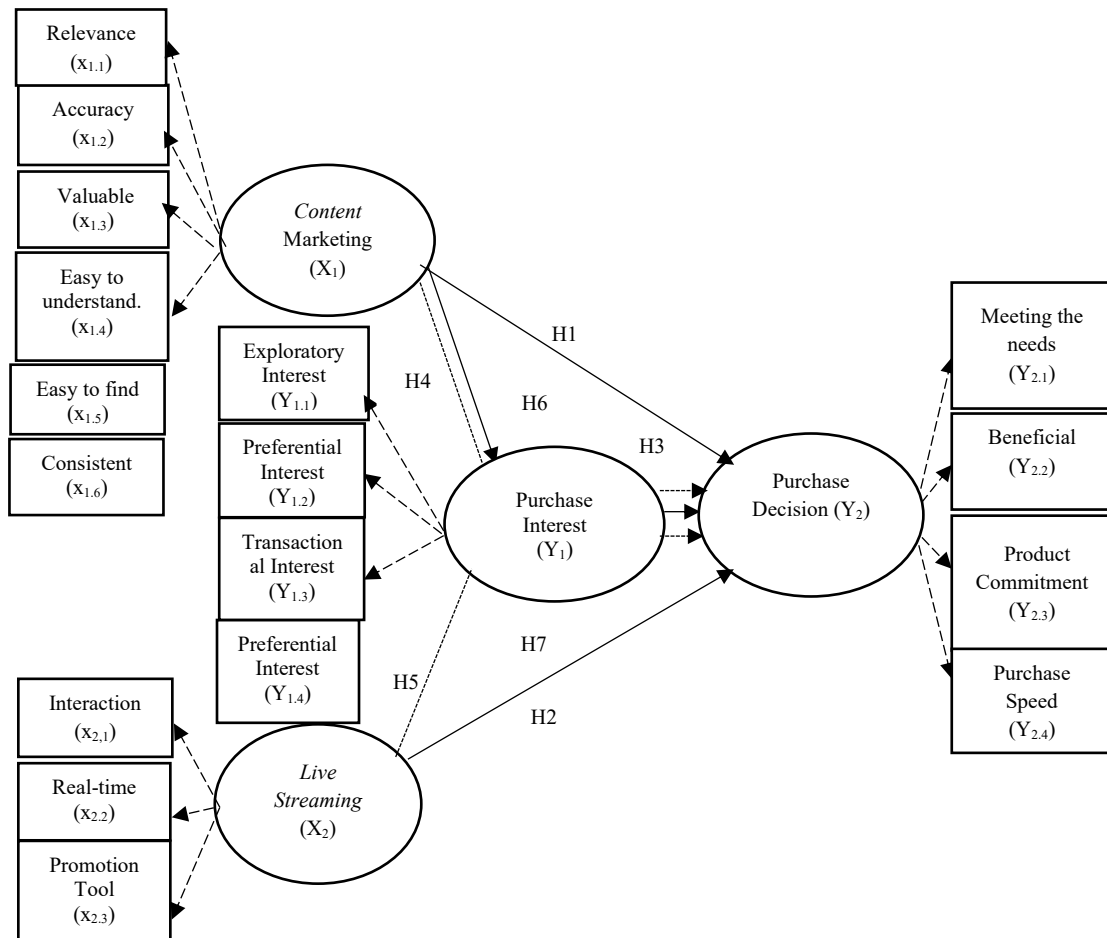 Relevance
(x1.1)
Accuracy
(x1.2)
Valuable
(x1.3)
Easy to
understand.
(x1.4)
Easy to find
(x1.5)
Consistent
(x1.6)
Content
Marketing
(X1)
Exploratory
Interest
(Y1.1)
Preferential
Interest
(Y1.2)
Transaction
al Interest
(Y1.3)
Preferential
Interest
(Y1.4)
H4
H1
H6
H3
Purchase
Interest
(Y1)
Purchase
Decision (Y2)
H5
H7
H2
Interaction
(x2,1)
Real-time
(x2.2)
Promotion
Tool
(x2.3)
Live
Streaming
(X2)
Meeting the
needs
(Y2.1)
Beneficial
(Y2.2)
Product
Commitment
(Y2.3)
Purchase
Speed
(Y2.4)